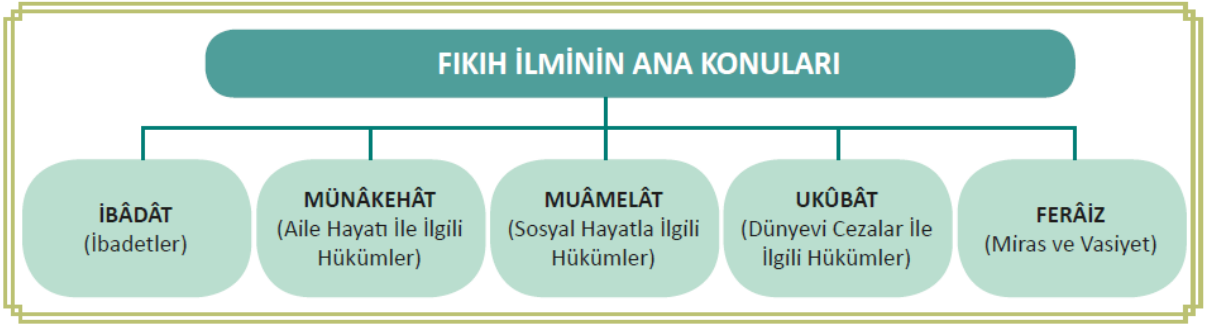 FIKIH İLMİNİN ANA KONULARI
İBÂDÂT
(İbadetler)
MÜNÂKEHÂT
(Aile Hayatı İle İlgili
Hükümler)
MUÂMELÂT
(Sosyal Hayatla İlgili
Hükümler)
UKÛBÂT
(Dünyevi Cezalar İle
İlgili Hükümler)
FERÂİZ
(Miras ve Vasiyet)